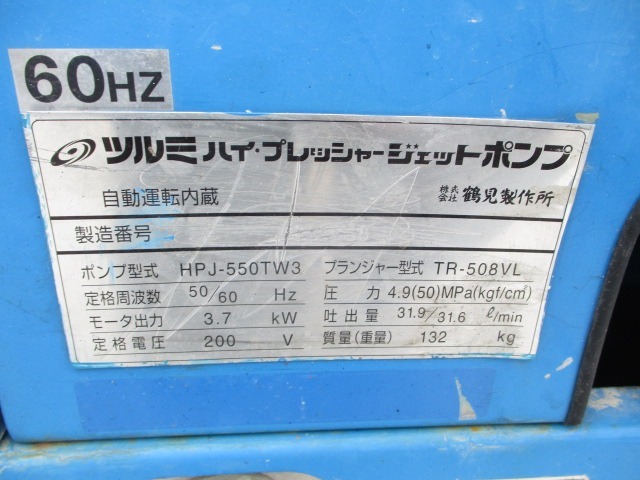 60HZ
ツルミ ハイ・プレッシャージェットポンプ
自動運転内蔵 株式会社 鶴見製作所
製造番号
ポンプ型式 HPJ-550TW3 プランジャー型式 TR-508VL
定格周波数 50/60 Hz 圧力 4.9(50)MPa(kgf/c㎡)
モータ出力 3.7 kW 吐出量 31.9/31.6 ℓ/min
定格電圧 200 V 質量(重量) 132 kg